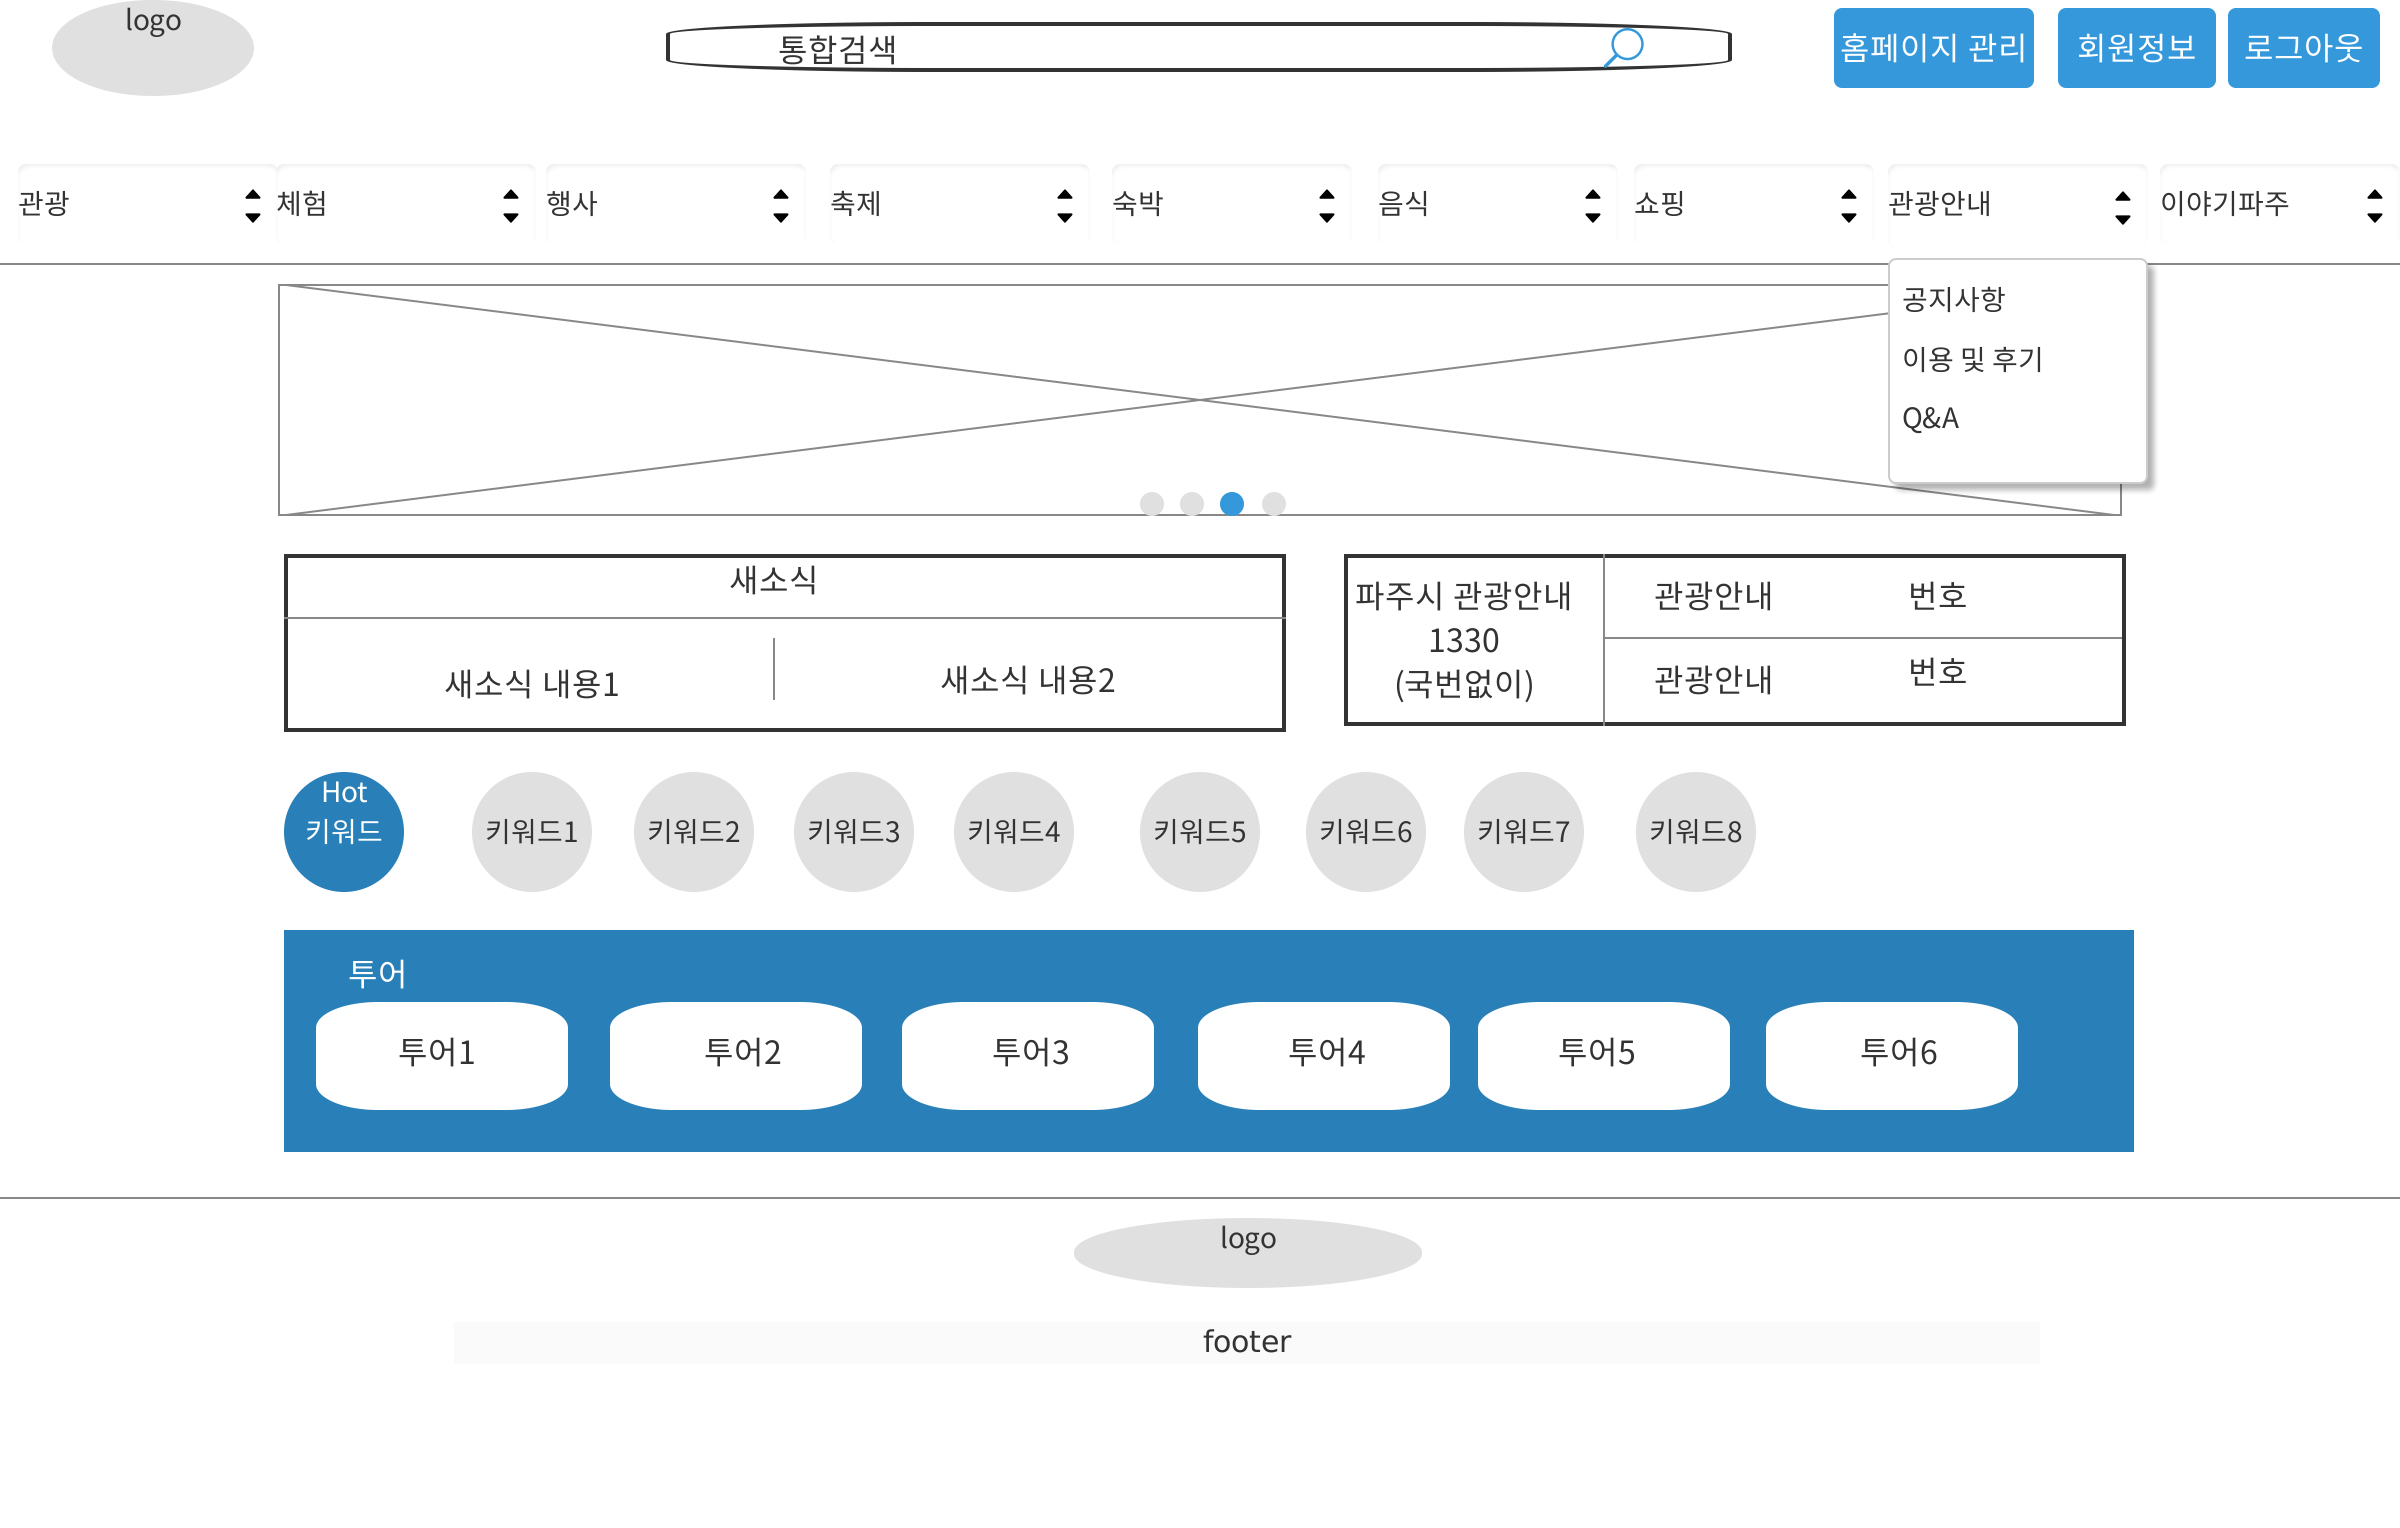 logo
통합검색
홈페이지 관리
회원정보
로그아웃
관광
체험
행사
축제
숙박
음식
쇼핑
관광안내
이야기파주
공지사항
이용 및 후기
Q&A
새소식
새소식 내용1
새소식 내용2
파주시 관광안내
1330
(국번없이)
관광안내
번호
관광안내
번호
Hot
키워드
키워드1
키워드2
키워드3
키워드4
키워드5
키워드6
키워드7
키워드8
투어
투어1
투어2
투어3
투어4
투어5
투어6
logo
footer